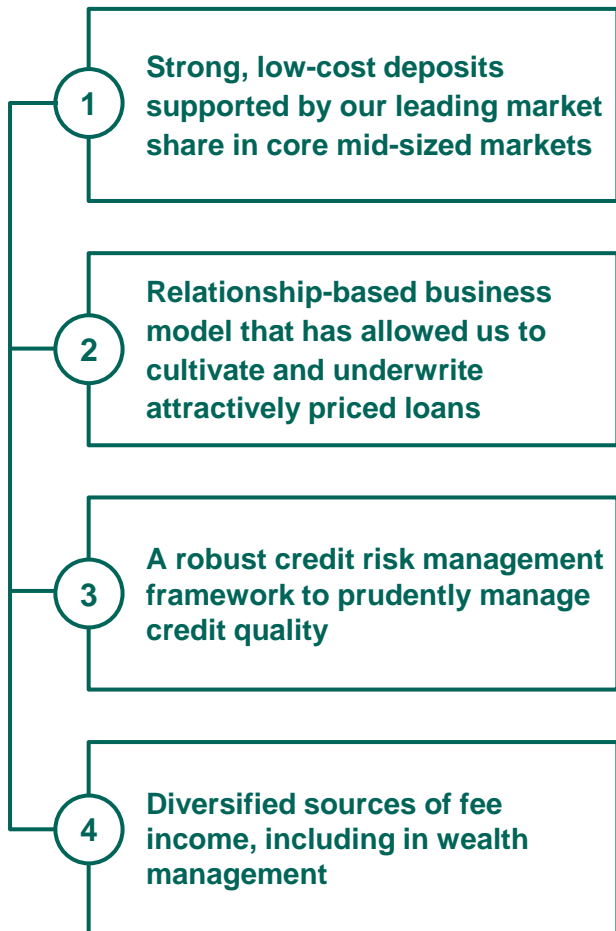 1
Strong, low-cost deposits
supported by our leading market
share in core mid-sized markets
2
Relationship-based business
model that has allowed us to
cultivate and underwrite
attractively priced loans
3
A robust credit risk management
framework to prudently manage
credit quality
4
Diversified sources of fee
income, including in wealth
management